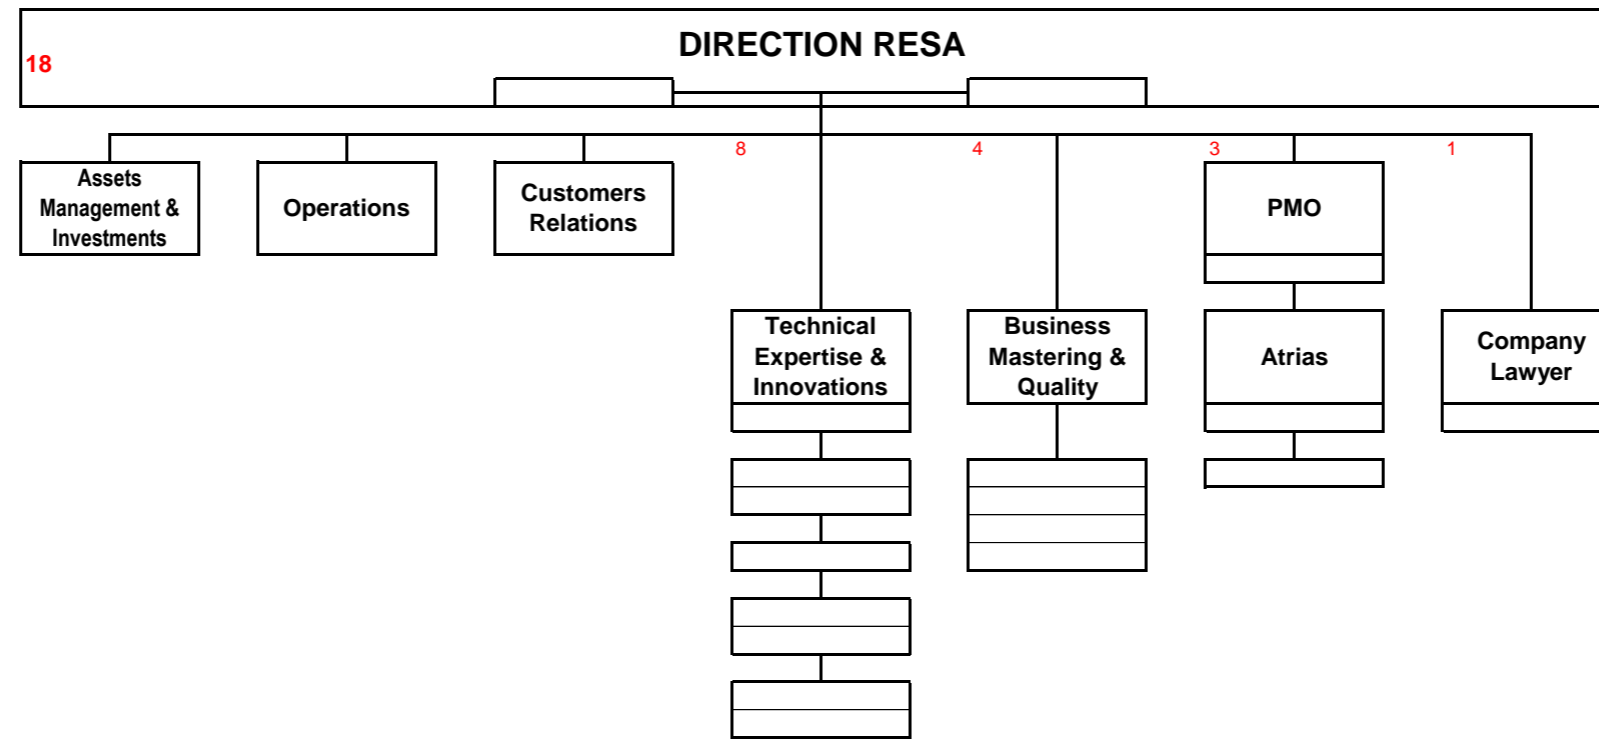 DIRECTION RESA
18
8
4
3
1
Assets
Management &
Investments
Operations
Customers
Relations
PMO
Technical
Expertise &
Innovations
Business
Mastering &
Quality
Atrias
Company
Lawyer